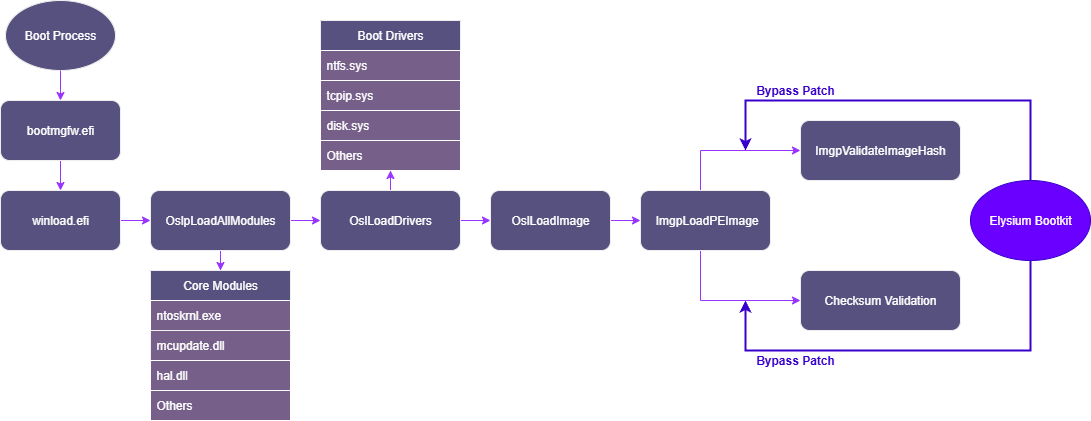 Boot Process
bootmgfw.efi
winload.efi
OslpLoadAllModules
Core Modules
ntoskrnl.exe
mcupdate.dll
hal.dll
Others
Boot Drivers
ntfs.sys
tcpip.sys
disk.sys
Others
OslLoadDrivers
OslLoadImage
ImgpLoadPEImage
Bypass Patch
ImgpValidateImageHash
Elysium Bootkit
Checksum Validation
Bypass Patch